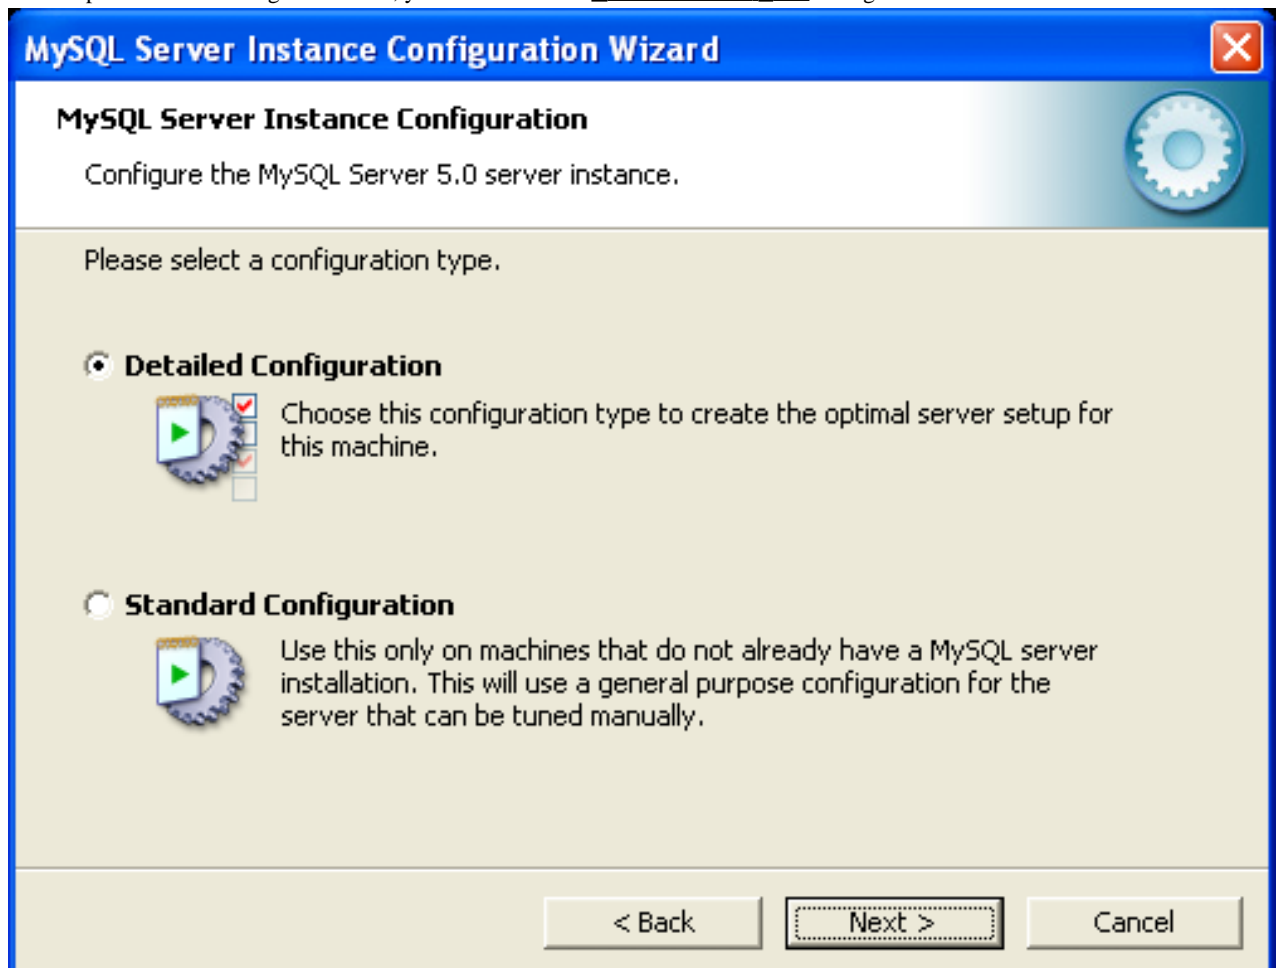 MySQL Server Instance Configuration Wizard
MySQL Server Instance Configuration
Configure the MySQL Server 5.0 server instance.
Please select a configuration type.
Detailed Configuration
Choose this configuration type to create the optimal server setup for
this machine.
Standard Configuration
Use this only on machines that do not already have a MySQL server
installation. This will use a general purpose configuration for the
server that can be tuned manually.
< Back
Next >
Cancel